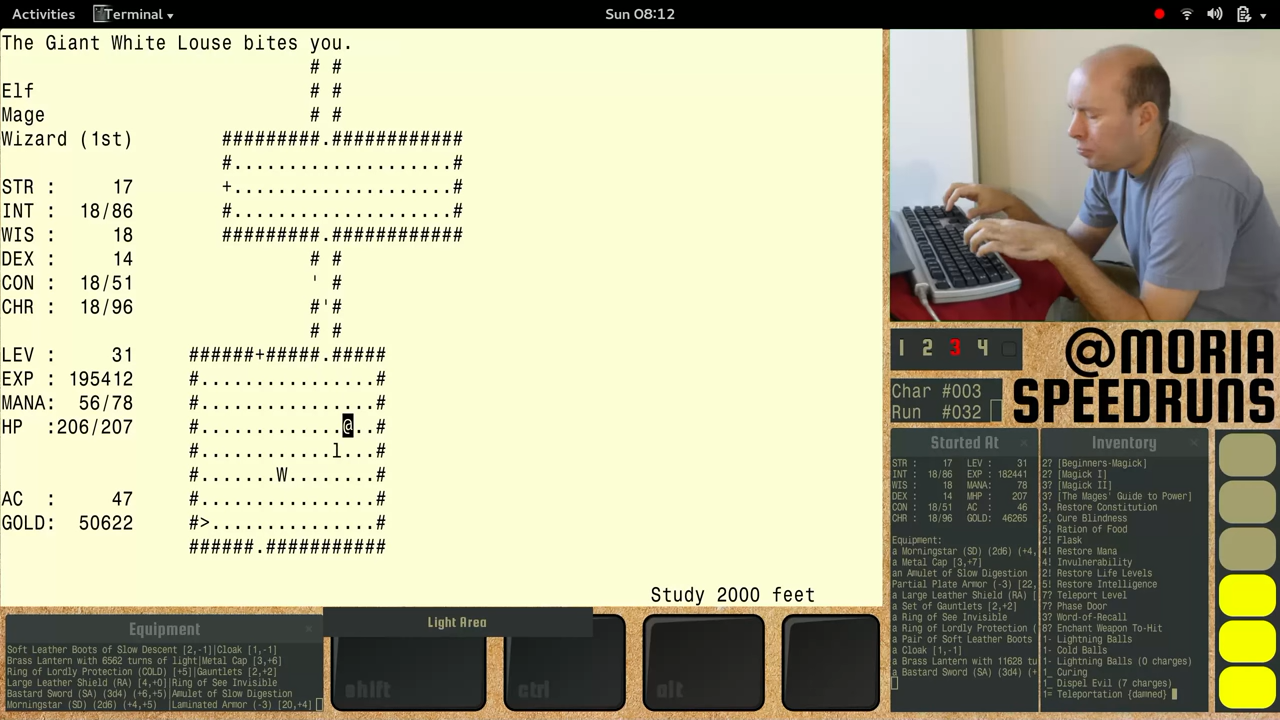 Activities Terminal ▾ Sun 08:12
The Giant White Louse bites you.
# #
Elf # #
Mage # #
Wizard (1st) #########.############
#...................#
STR : 17 +...................#
INT : 18/86 #...................#
WIS : 18 #########.############
DEX : 14 # #
CON : 18/51 ' #
CHR : 18/96 #'#
# #
LEV : 31 ######+#####.#####
EXP : 195412 #................#
MANA: 56/78 #................#
HP :206/207 #.............@..#
#............l...#
#.......W........#
AC : 47 #................#
GOLD: 50622 #>...............#
######.###########
Study 2000 feet
1 2 3 4
@MORIA
SPEEDRUNS
Char #003
Run #032
Started At
STR : 17 LEV : 31
INT : 18/86 EXP : 182441
WIS : 18 MANA: 78
DEX : 14 MHP : 207
CON : 18/51 AC : 46
CHR : 18/96 GOLD: 46265
Equipment:
a Morningstar (SD) (2d6) (+4,
a Metal Cap [3,+7]
an Amulet of Slow Digestion
Partial Plate Armor (-3) [22,
a Large Leather Shield (RA) [
a Set of Gauntlets [2,+2]
a Ring of See Invisible
a Ring of Lordly Protection (
a Pair of Soft Leather Boots
a Cloak [1,-1]
a Brass Lantern with 11628 tu
a Bastard Sword (SA) (3d4) (+
Inventory
2? [Beginners-Magick]
2? [Magick I]
3? [Magick II]
3? [The Mages' Guide to Power]
3, Restore Constitution
2, Cure Blindness
5, Ration of Food
2! Flask
4! Restore Mana
4! Invulnerability
2! Restore Life Levels
5! Restore Intelligence
7? Teleport Level
7? Phase Door
3? Word-of-Recall
8? Enchant Weapon To-Hit
1- Lightning Balls
1- Cold Balls
1- Lightning Balls (0 charges)
1_ Curing
1_ Dispel Evil (7 charges)
1= Teleportation {damned}
Equipment
Soft Leather Boots of Slow Descent [2,-1]|Cloak [1,-1]
Brass Lantern with 6562 turns of light|Metal Cap [3,+6]
Ring of Lordly Protection (COLD) [+5]|Gauntlets [2,+2]
Large Leather Shield (RA) [4,+0]|Ring of See Invisible
Bastard Sword (SA) (3d4) (+6,+5)|Amulet of Slow Digestion
Morningstar (SD) (2d6) (+4,+5) |Laminated Armor (-3) [20,+4]
Light Area
shift ctrl alt